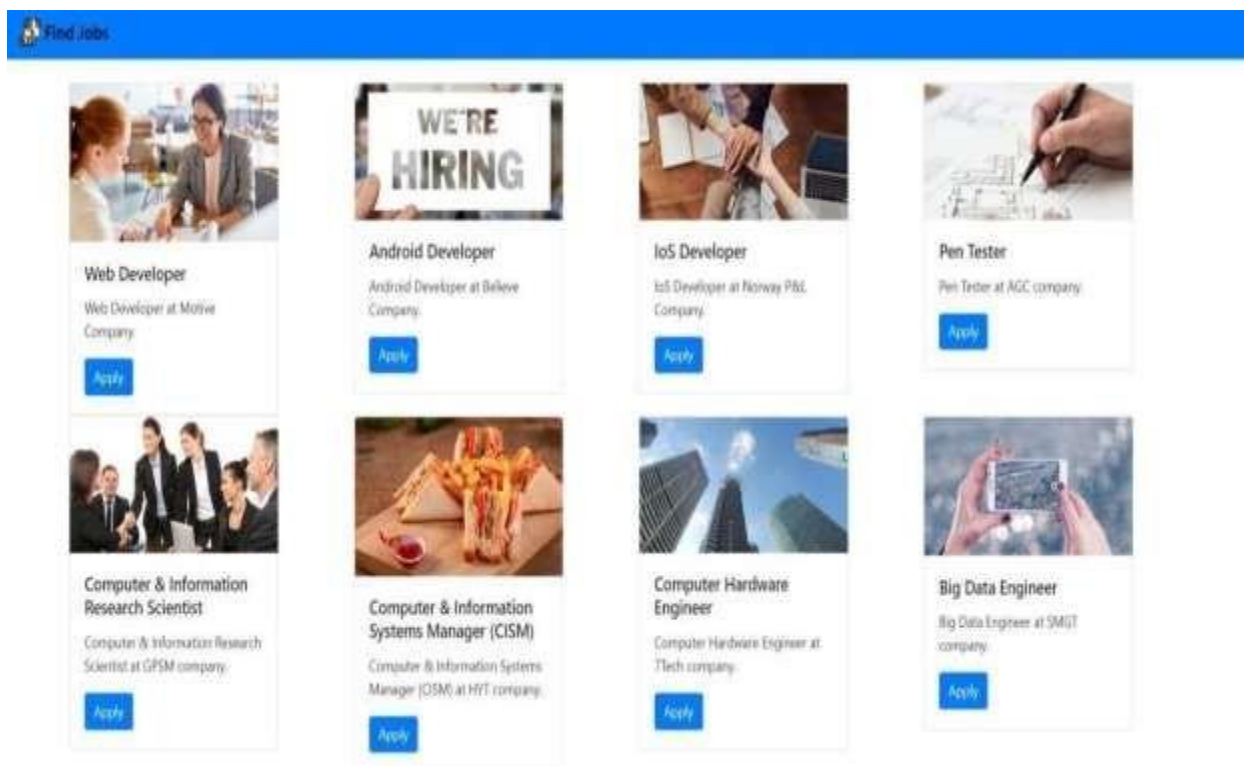 Find Jobs
WE'RE
HIRING
Web Developer
Web Developer at Motive
Company.
Apply
Android Developer
Android Developer at Believe
Company.
Apply
IoS Developer
IoS Developer at Norway P&L
Company.
Apply
Pen Tester
Pen Tester at AGC company.
Apply
Computer & Information
Research Scientist
Computer & Information Research
Scientist at GPSM company.
Apply
Computer & Information
Systems Manager (CISM)
Computer & Information Systems
Manager (CISM) at HYT company.
Apply
Computer Hardware
Engineer
Computer Hardware Engineer at
7Tech company.
Apply
Big Data Engineer
Big Data Engineer at SMGT
company.
Apply